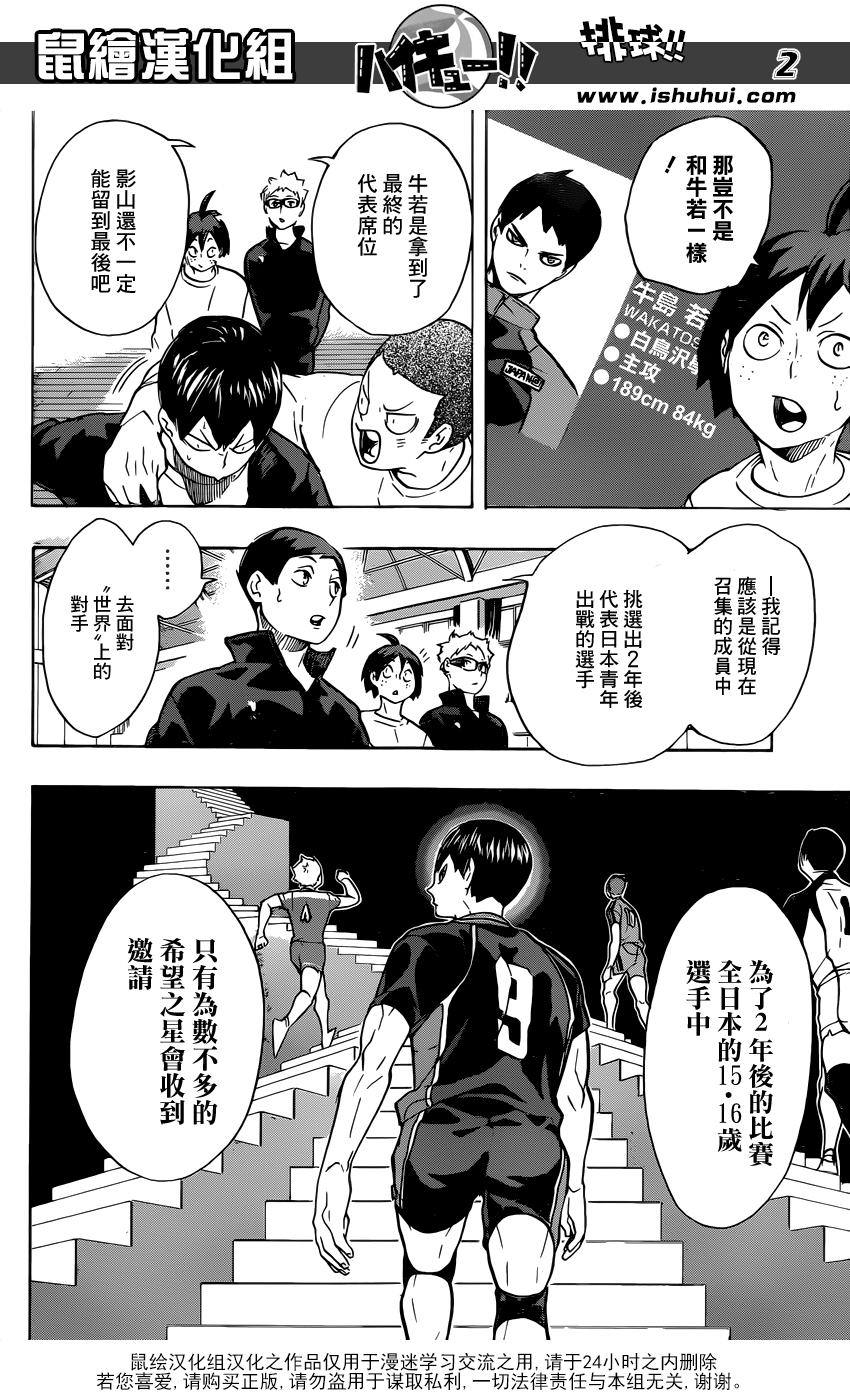 鼠繪漢化組
ハイキュー!!
排球!!
2
www.ishuhui.com
那豈不是
和牛若一樣
!
牛島 若
WAKATOS
●白鳥沢學
●主攻
●189cm 84kg
JAPAN
牛若是拿到了
最終的
代表席位
影山還不一定
能留到最後吧
—我記得
應該是從現在
召集的成員中
挑選出2年後
代表日本青年
出戰的選手
……
去面對
〝世界〟上的
對手
為了2年後的比賽
全日本的15·16歲
選手中
9
1
只有為數不多的
希望之星會收到
邀請
鼠绘汉化组汉化之作品仅用于漫迷学习交流之用,请于24小时之内删除
若您喜爱,请购买正版,请勿用于谋取私利,一切法律责任与本组无关,谢谢。